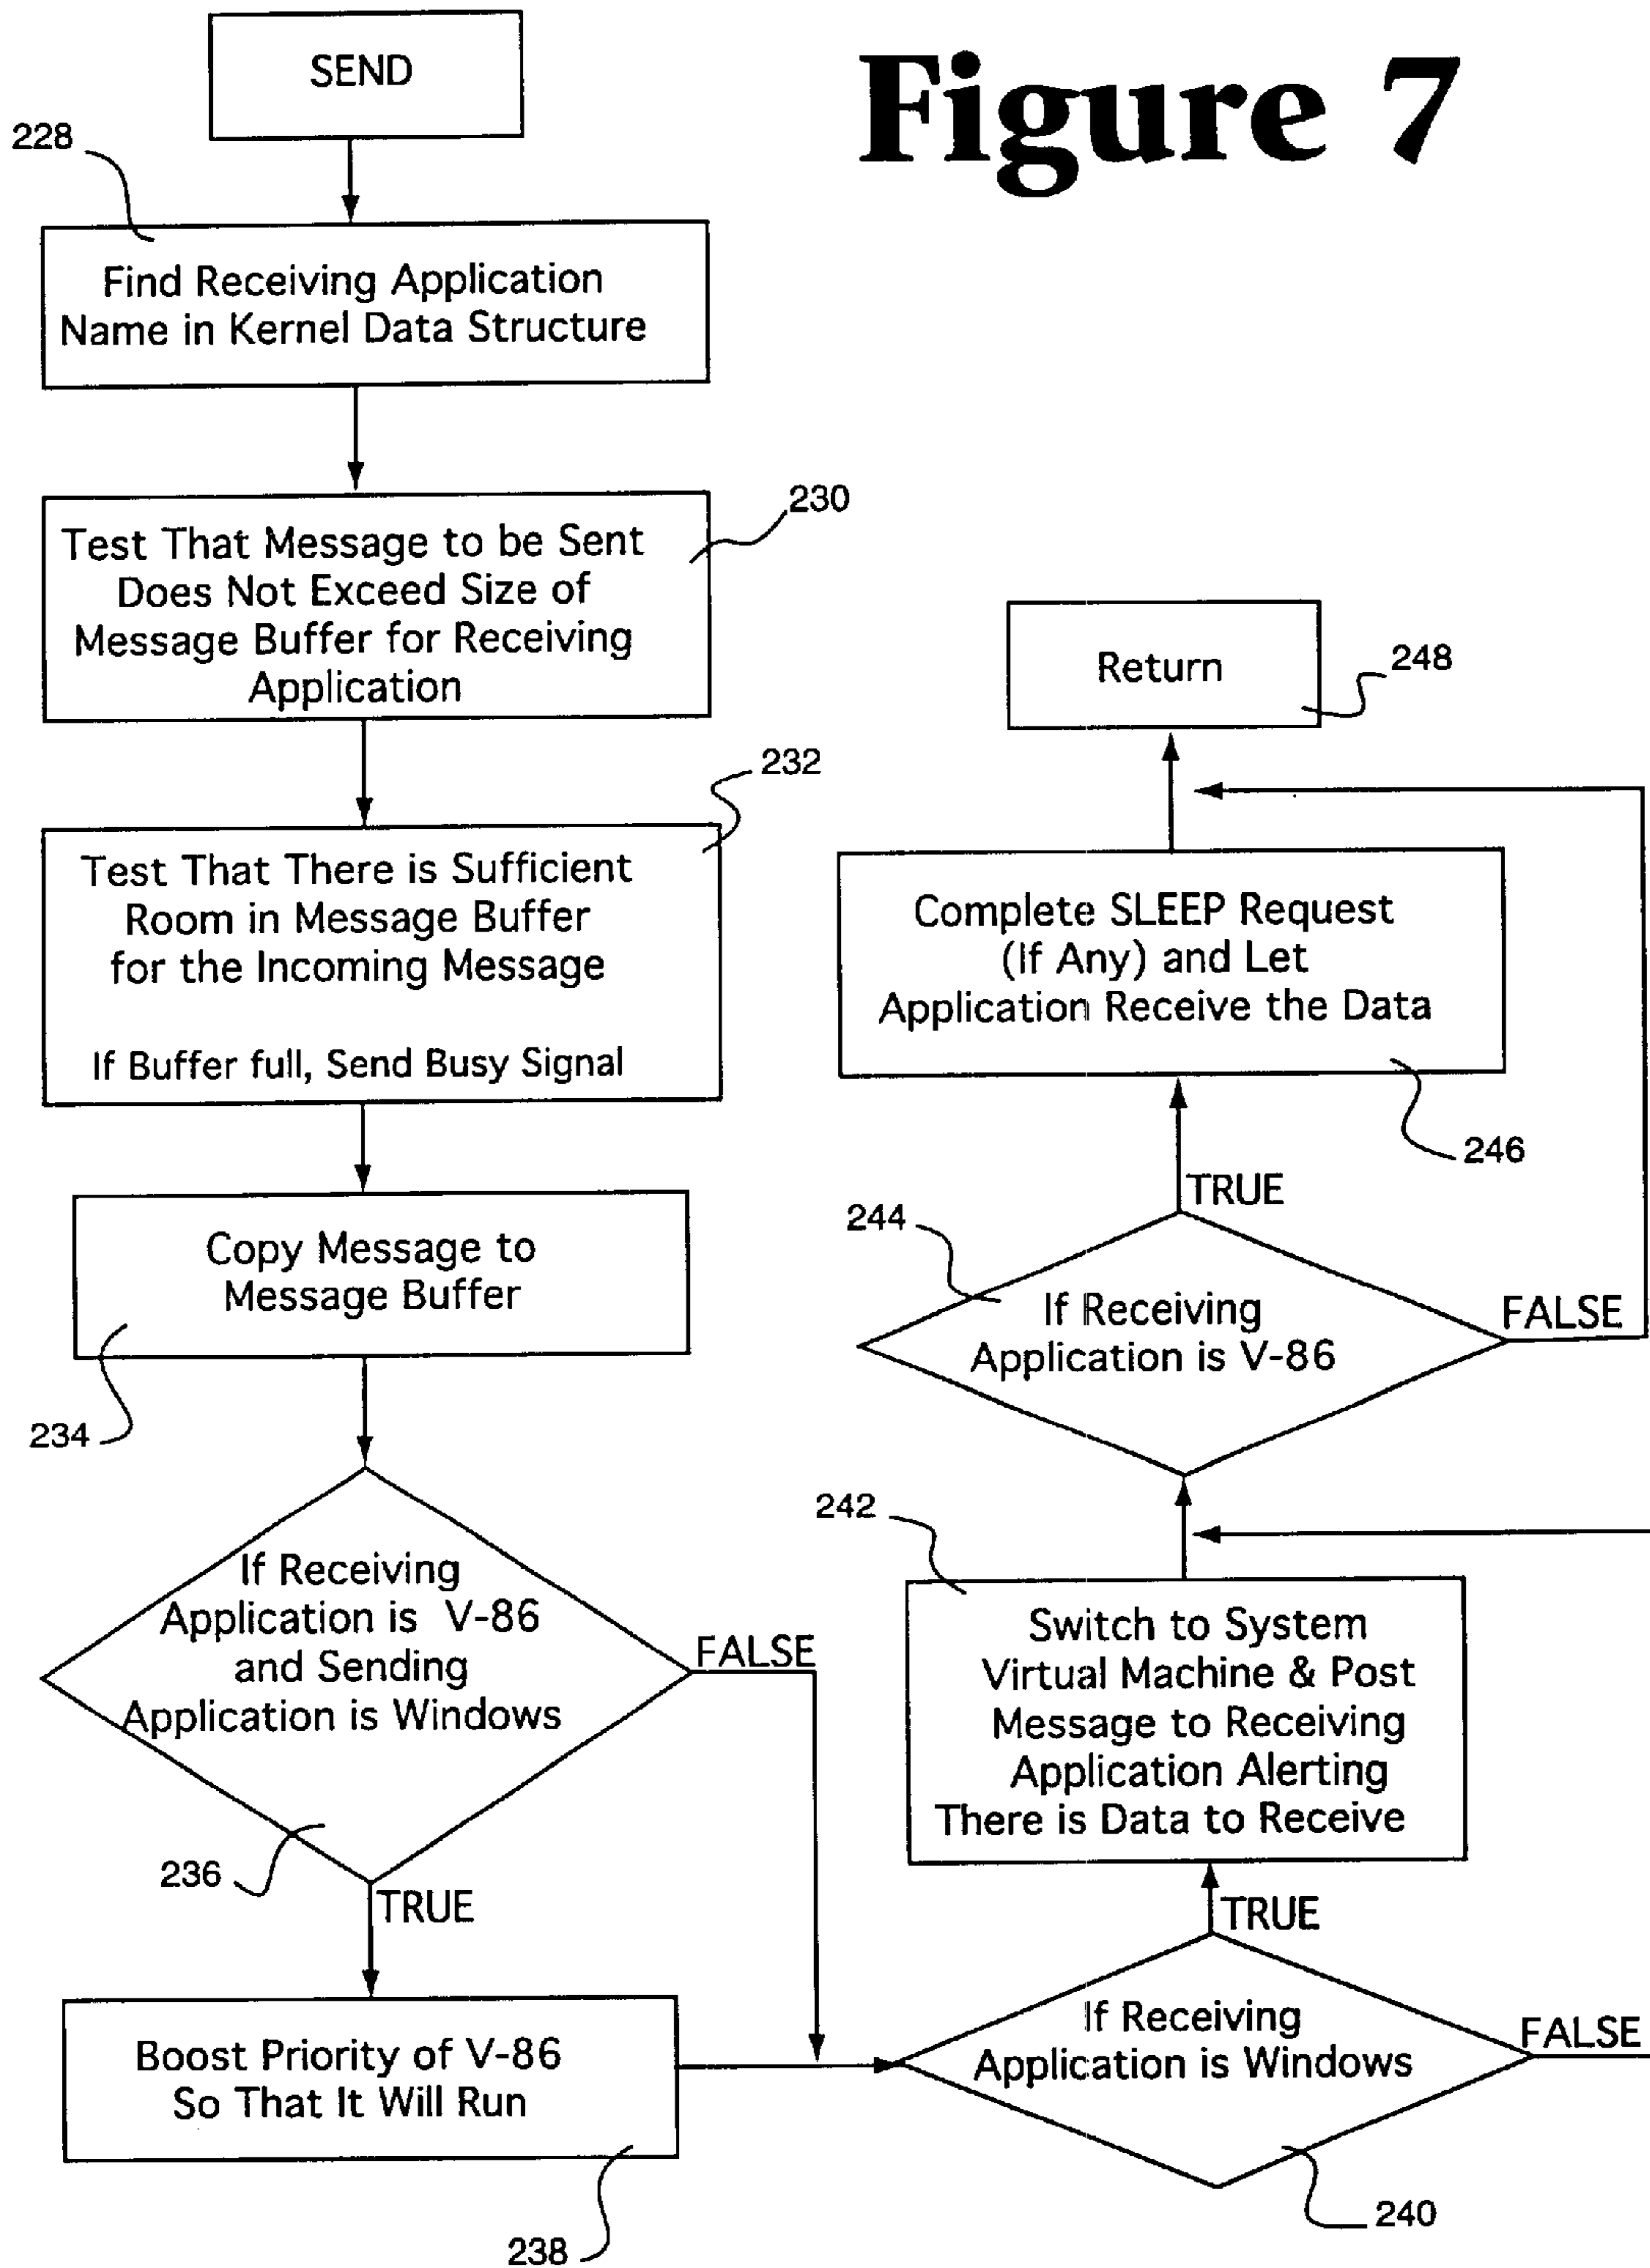 Figure 7
SEND
228
Find Receiving Application
Name in Kernel Data Structure
230
Test That Message to be Sent
Does Not Exceed Size of
Message Buffer for Receiving
Application
232
Test That There is Sufficient
Room in Message Buffer
for the Incoming Message
If Buffer full, Send Busy Signal
Copy Message to
Message Buffer
234
If Receiving
Application is V-86
and Sending
Application is Windows
FALSE
236
TRUE
Boost Priority of V-86
So That It Will Run
238
If Receiving
Application is Windows
FALSE
240
TRUE
242
Switch to System
Virtual Machine & Post
Message to Receiving
Application Alerting
There is Data to Receive
244
If Receiving
Application is V-86
FALSE
TRUE
Complete SLEEP Request
(If Any) and Let
Application Receive the Data
246
Return
248